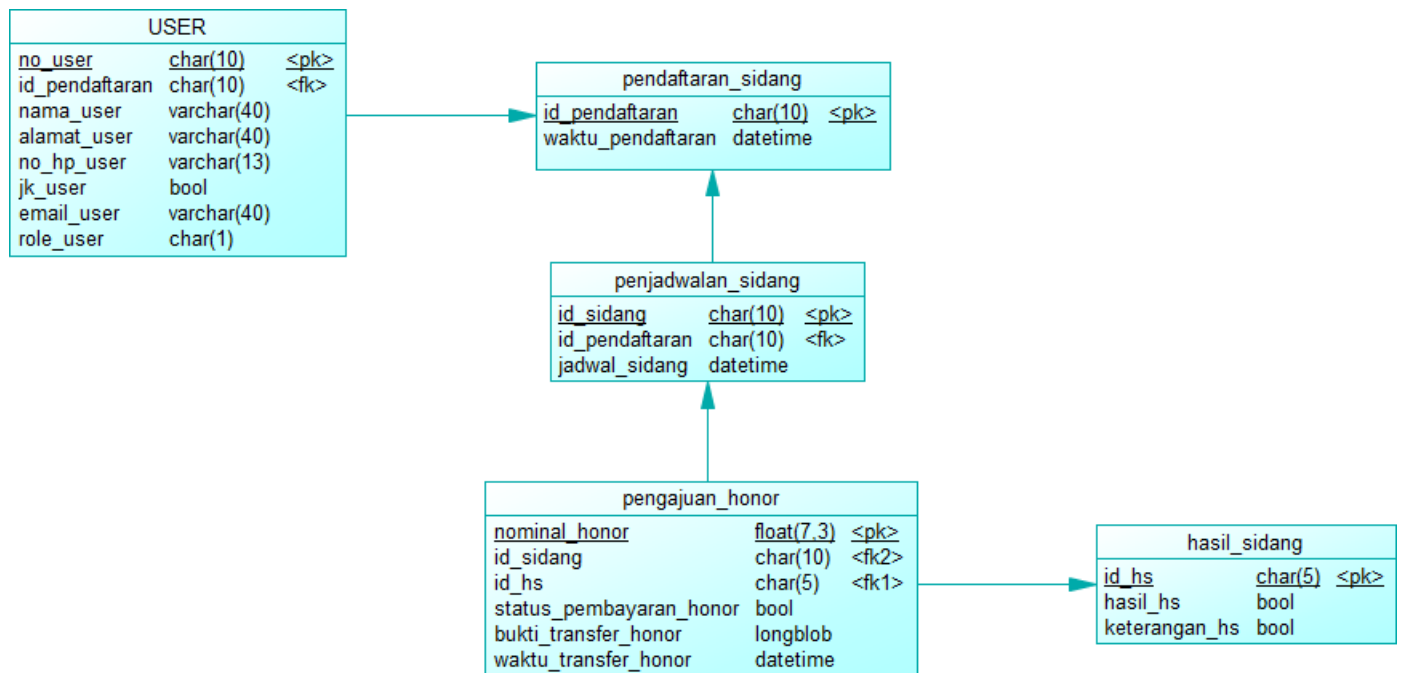 USER
no_user char(10) <pk>
id_pendaftaran char(10) <fk>
nama_user varchar(40)
alamat_user varchar(40)
no_hp_user varchar(13)
jk_user bool
email_user varchar(40)
role_user char(1)
pendaftaran_sidang
id_pendaftaran char(10) <pk>
waktu_pendaftaran datetime
penjadwalan_sidang
id_sidang char(10) <pk>
id_pendaftaran char(10) <fk>
jadwal_sidang datetime
pengajuan_honor
nominal_honor float(7,3) <pk>
id_sidang char(10) <fk2>
id_hs char(5) <fk1>
status_pembayaran_honor bool
bukti_transfer_honor longblob
waktu_transfer_honor datetime
hasil_sidang
id_hs char(5) <pk>
hasil_hs bool
keterangan_hs bool